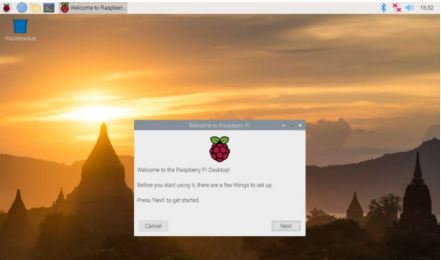 Welcome to Raspberr...
16:32
Wastebasket
Welcome to Raspberry Pi
Welcome to the Raspberry Pi Desktop!
Before you start using it, there are a few things to set up.
Press 'Next' to get started.
Cancel
Next